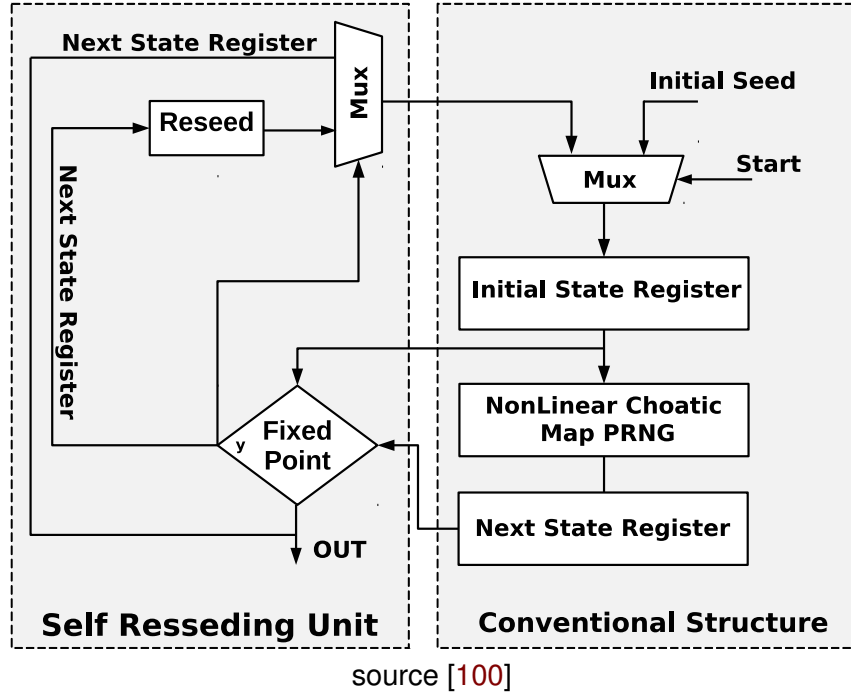 Next State Register
Mux
Reseed
Next State Register
y
Fixed
Point
OUT
Self Resseding Unit
Initial Seed
Mux
Start
Initial State Register
NonLinear Choatic
Map PRNG
Next State Register
Conventional Structure
source [100]